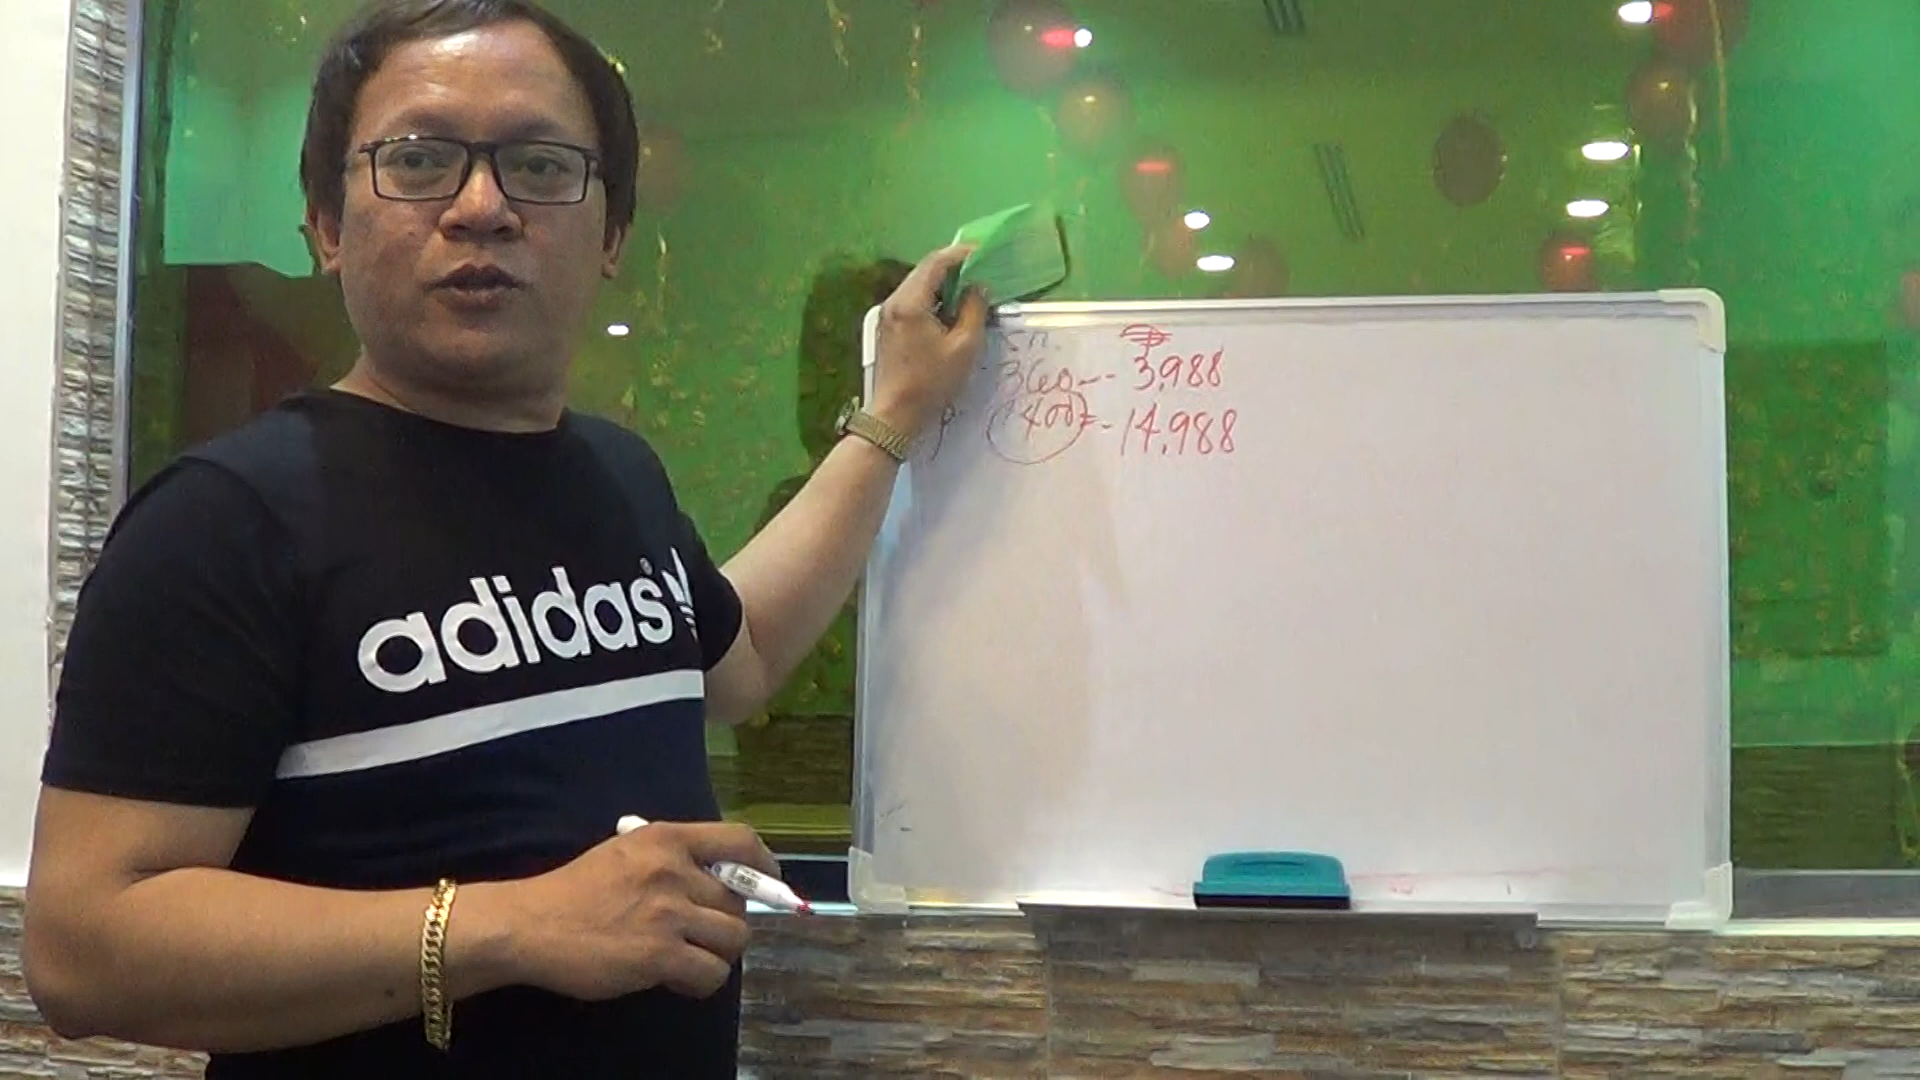 adidas
₱
360-- 3,988
400=- 14,988